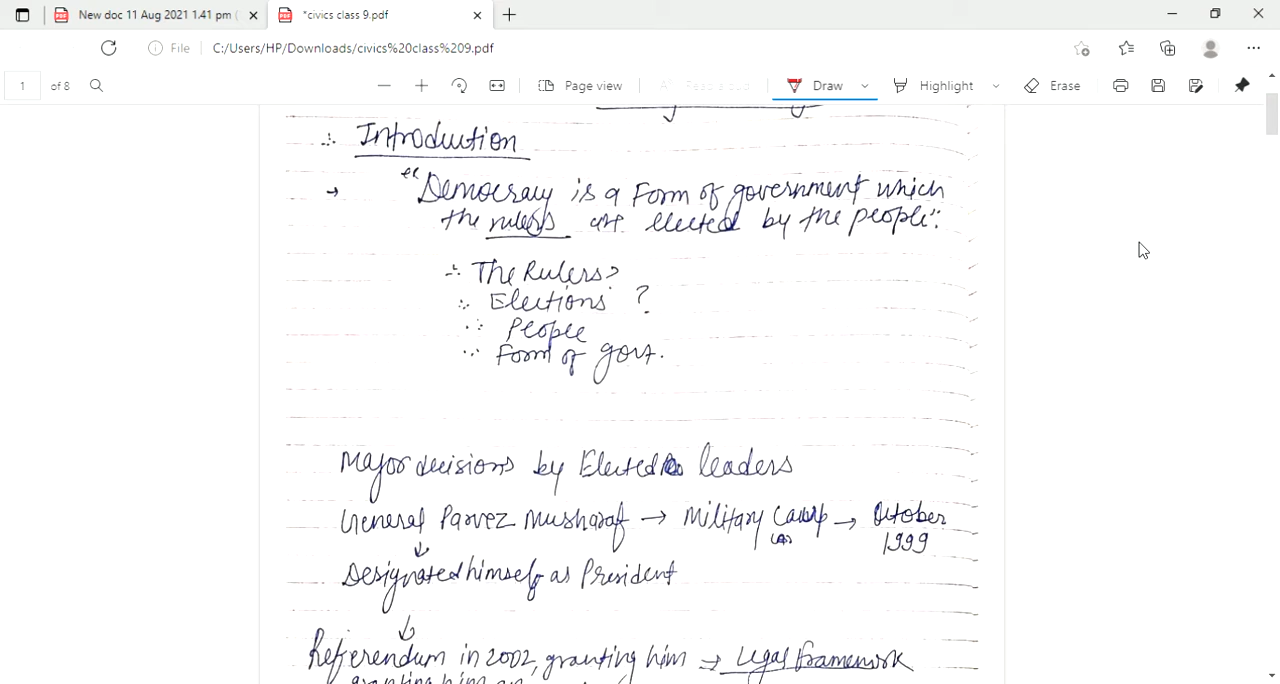 New doc 11 Aug 2021 1.41 pm (
*civics class 9.pdf
File C:/Users/HP/Downloads/civics%20class%209.pdf
1 of 8 Page view Draw Highlight Erase
Introduction
"Democracy is a form of government which
the rulers are elected by the people".
The Rulers?
Elections ?
People
Form of govt.
Major decisions by Elected leaders
General Parvez Musharaf → Military → October
1999
Designated himself as President
Referendum in 2002, granting him → Legal framework
granting him